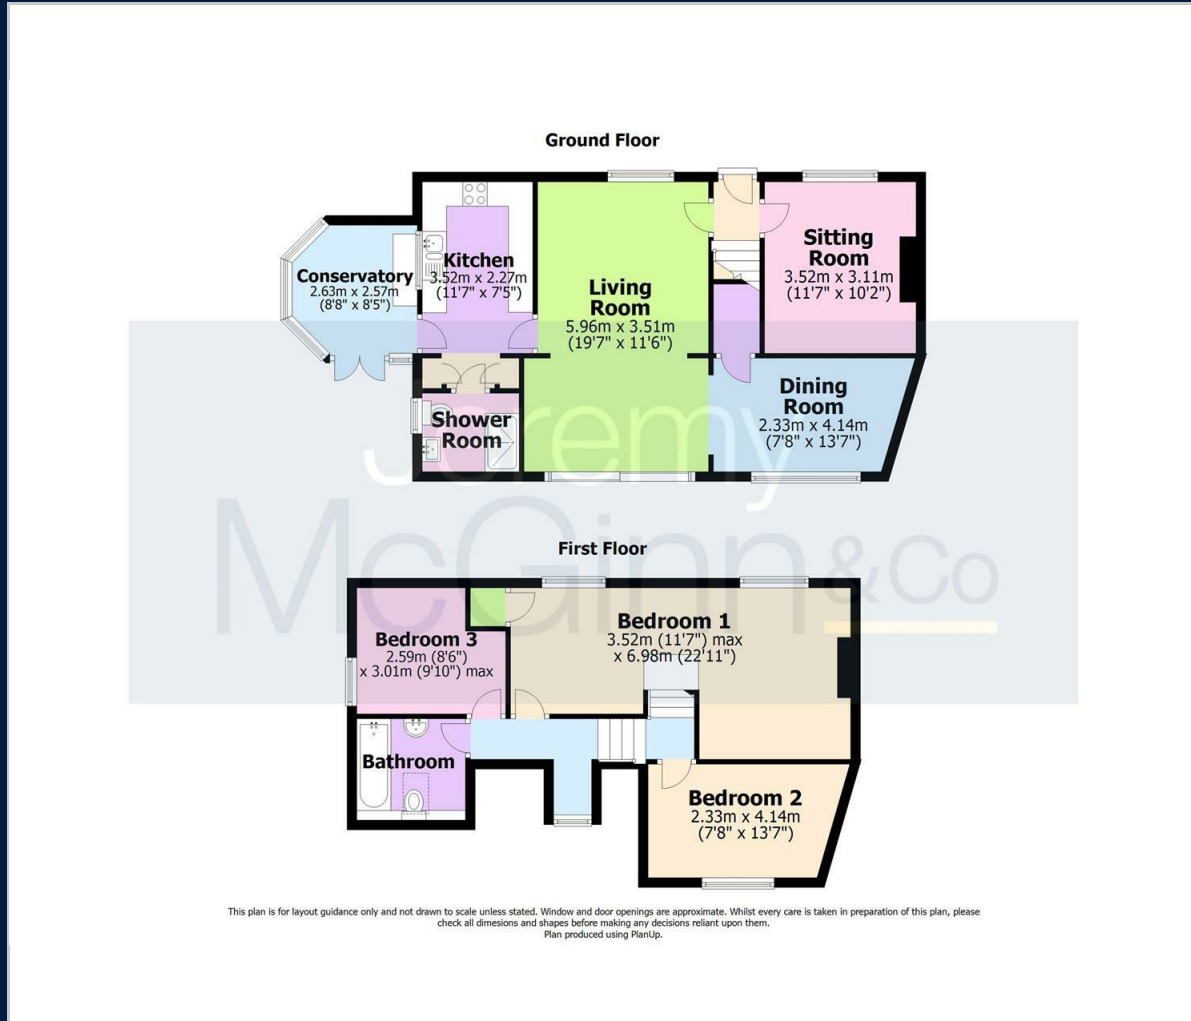 Ground Floor
Conservatory
2.63m x 2.57m
(8'8" x 8'5")
Kitchen
3.52m x 2.27m
(11'7" x 7'5")
Living
Room
5.96m x 3.51m
(19'7" x 11'6")
Sitting
Room
3.52m x 3.11m
(11'7" x 10'2")
Shower
Room
Dining
Room
2.33m x 4.14m
(7'8" x 13'7")
Jeremy
McGinn & Co
First Floor
Bedroom 3
2.59m (8'6")
x 3.01m (9'10") max
Bedroom 1
3.52m (11'7") max
x 6.98m (22'11")
Bathroom
Bedroom 2
2.33m x 4.14m
(7'8" x 13'7")
This plan is for layout guidance only and not drawn to scale unless stated. Window and door openings are approximate. Whilst every care is taken in preparation of this plan, please
check all dimesions and shapes before making any decisions reliant upon them.
Plan produced using PlanUp.